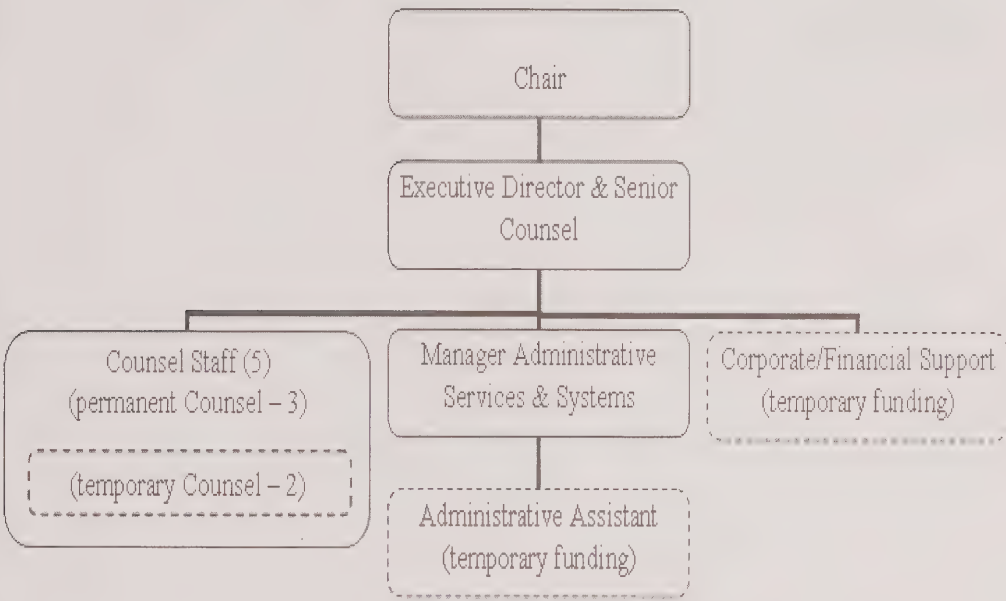 Chair
Executive Director & Senior
Counsel
Counsel Staff (5)
(permanent Counsel – 3)
(temporary Counsel – 2)
Manager Administrative
Services & Systems
Corporate/Financial Support
(temporary funding)
Administrative Assistant
(temporary funding)